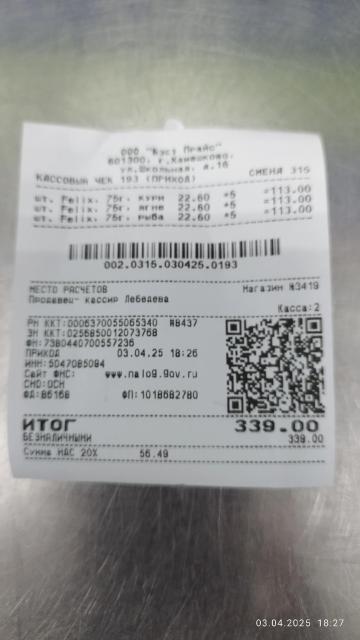 ООО "Бест Прайс"
601300, г.Камешково,
ул.Школьная, д.16
КАССОВЫЙ ЧЕК 193 (ПРИХОД) СМЕНА 315
шт. Felix. 75г. кури 22.60 *5 =113.00
шт. Felix. 75г. ягне 22.60 *5 =113.00
шт. Felix. 75г. рыба 22.60 *5 =113.00
002.0315.030425.0193
МЕСТО РАСЧЕТОВ Магазин №3419
Продавец- кассир Лебедева
Касса:2
РН ККТ:0006370055065340 №8437
ЗН ККТ:0256850012073768
ФН:7380440700557236
ПРИХОД 03.04.25 18:26
ИНН:5047085094
Сайт ФНС: www.nalog.gov.ru
СНО:ОСН
ФД:86168 ФП:1018682780
ИТОГ 339.00
БЕЗНАЛИЧНЫМИ 339.00
Сумма НДС 20% 56.49
03.04.2025 18:27